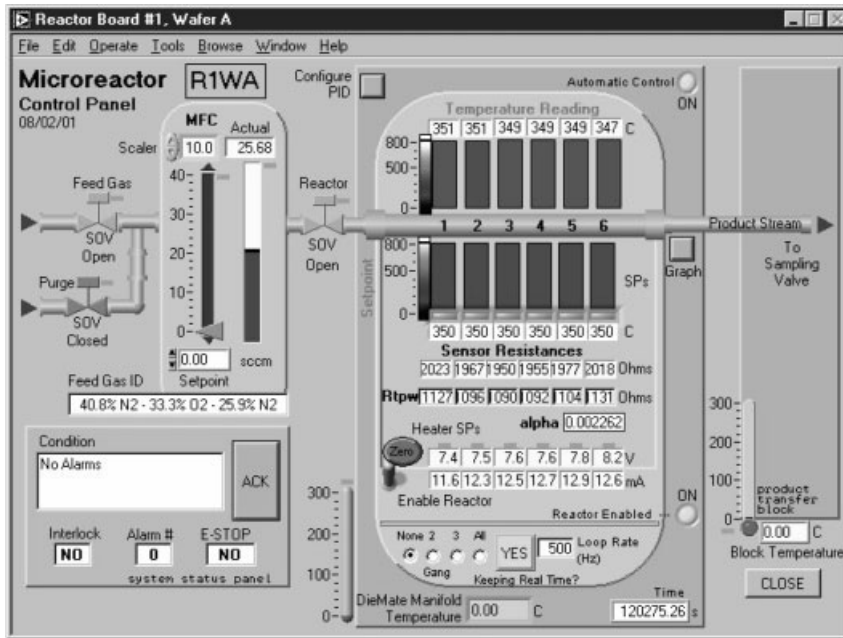 Reactor Board #1, Wafer A
File Edit Operate Tools Browse Window Help
Microreactor
Control Panel
08/02/01
R1WA
MFC
Actual
Scaler
10.0
25.68
Feed Gas
SOV
Open
Purge
SOV
Closed
40
30
20
10
0
0.00
sccm
Setpoint
Feed Gas ID
40.8% N2 - 33.3% O2 - 25.9% N2
Reactor
SOV
Open
Configure
PID
Automatic Control
ON
Temperature Reading
351 351 349 349 349 347 C
800
500
0
1 2 3 4 5 6
Product Stream
To
Sampling
Valve
Graph
Setpoint
800
500
0
SPs
350 350 350 350 350 350 C
Sensor Resistances
2023 1967 1950 1955 1977 2018 Ohms
Rtpw 1127 096 090 092 104 131 Ohms
alpha 0.002262
Heater SPs
Zero
7.4 7.5 7.6 7.6 7.8 8.2 V
11.6 12.3 12.5 12.7 12.9 12.6 mA
Enable Reactor
Reactor Enabled
ON
None 2 3 All
Gang
YES
500 Loop Rate
(Hz)
Keeping Real Time?
DieMate Manifold
Temperature
0.00 C
Time
120275.26 s
300
200
100
0
Condition
No Alarms
ACK
Interlock
NO
Alarm #
0
E-STOP
NO
system status panel
300
200
100
0
product
transfer
block
0.00 C
Block Temperature
CLOSE